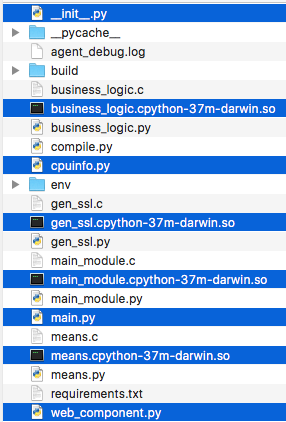 __init__.py
__pycache__
agent_debug.log
build
business_logic.c
business_logic.cpython-37m-darwin.so
business_logic.py
compile.py
cpuinfo.py
env
gen_ssl.c
gen_ssl.cpython-37m-darwin.so
gen_ssl.py
main_module.c
main_module.cpython-37m-darwin.so
main_module.py
main.py
means.c
means.cpython-37m-darwin.so
means.py
requirements.txt
web_component.py